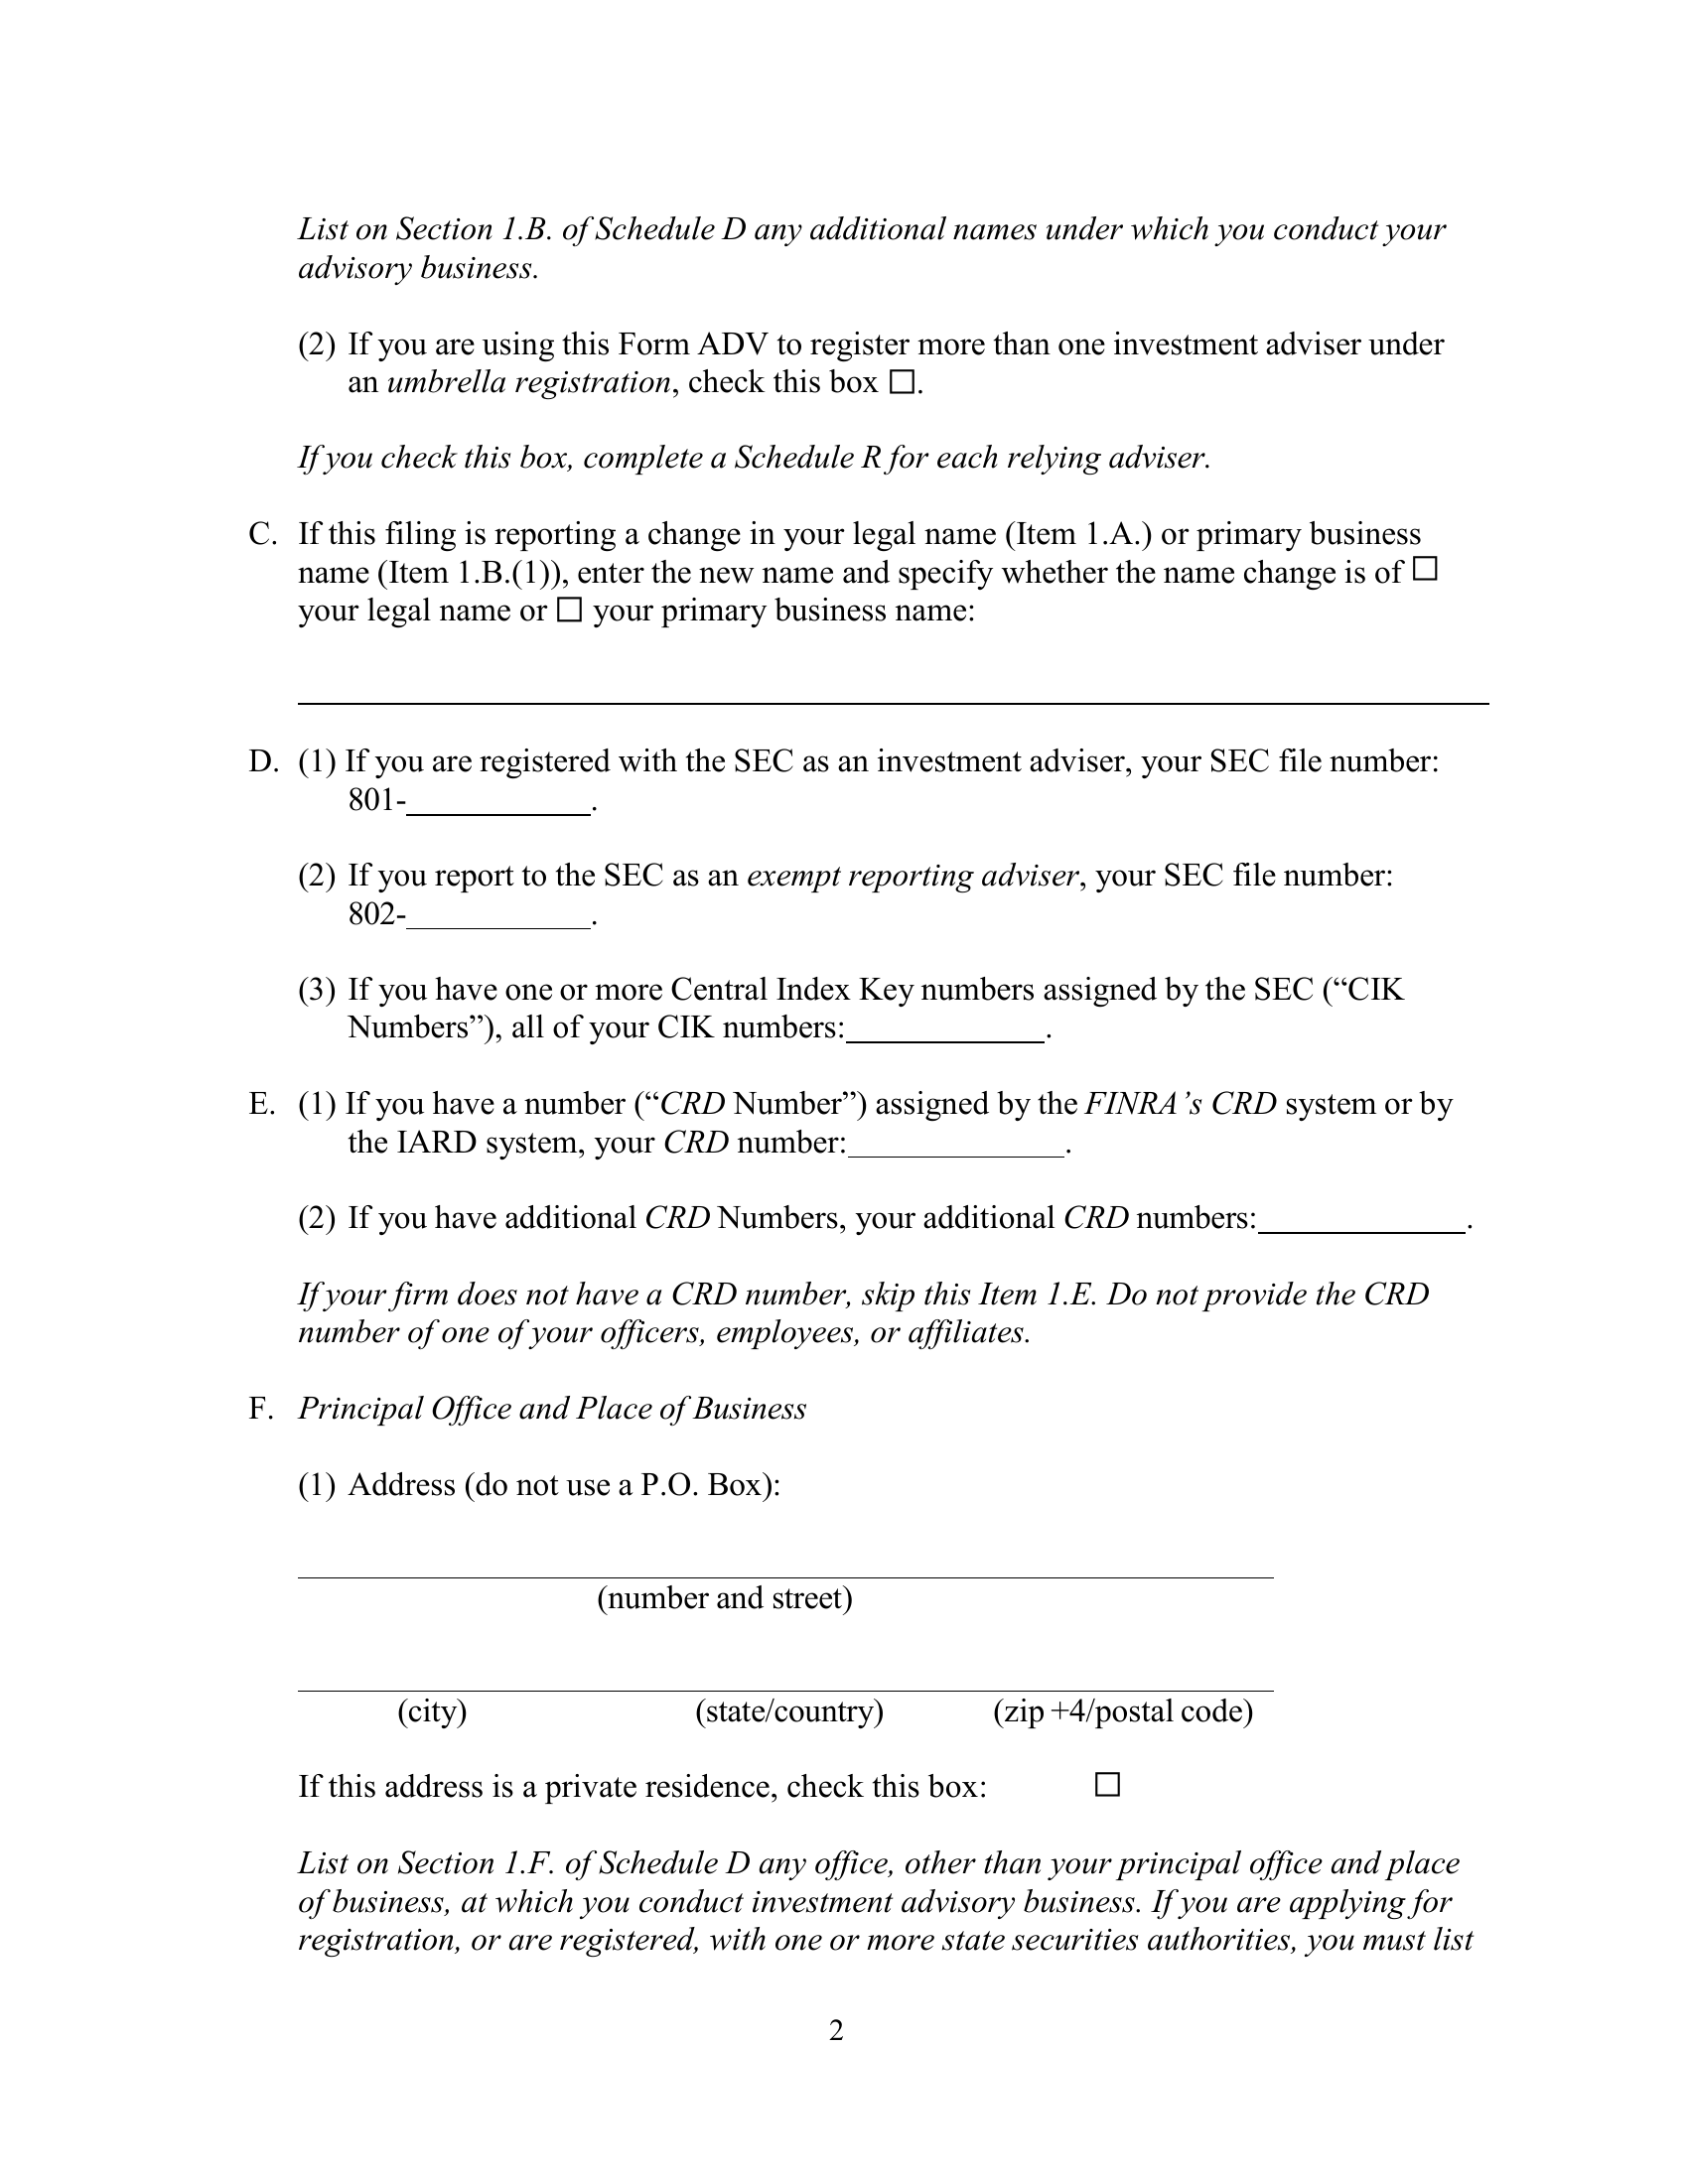 List on Section 1.B. of Schedule D any additional names under which you conduct your
advisory business.
(2) If you are using this Form ADV to register more than one investment adviser under
an umbrella registration, check this box ☐.
If you check this box, complete a Schedule R for each relying adviser.
C. If this filing is reporting a change in your legal name (Item 1.A.) or primary business
name (Item 1.B.(1)), enter the new name and specify whether the name change is of ☐
your legal name or ☐ your primary business name:
D. (1) If you are registered with the SEC as an investment adviser, your SEC file number:
801-___________.
(2) If you report to the SEC as an exempt reporting adviser, your SEC file number:
802-___________.
(3) If you have one or more Central Index Key numbers assigned by the SEC (“CIK
Numbers”), all of your CIK numbers:____________.
E. (1) If you have a number (“CRD Number”) assigned by the FINRA’s CRD system or by
the IARD system, your CRD number:_____________.
(2) If you have additional CRD Numbers, your additional CRD numbers:____________.
If your firm does not have a CRD number, skip this Item 1.E. Do not provide the CRD
number of one of your officers, employees, or affiliates.
F. Principal Office and Place of Business
(1) Address (do not use a P.O. Box):
(number and street)
(city) (state/country) (zip +4/postal code)
If this address is a private residence, check this box: ☐
List on Section 1.F. of Schedule D any office, other than your principal office and place
of business, at which you conduct investment advisory business. If you are applying for
registration, or are registered, with one or more state securities authorities, you must list
2